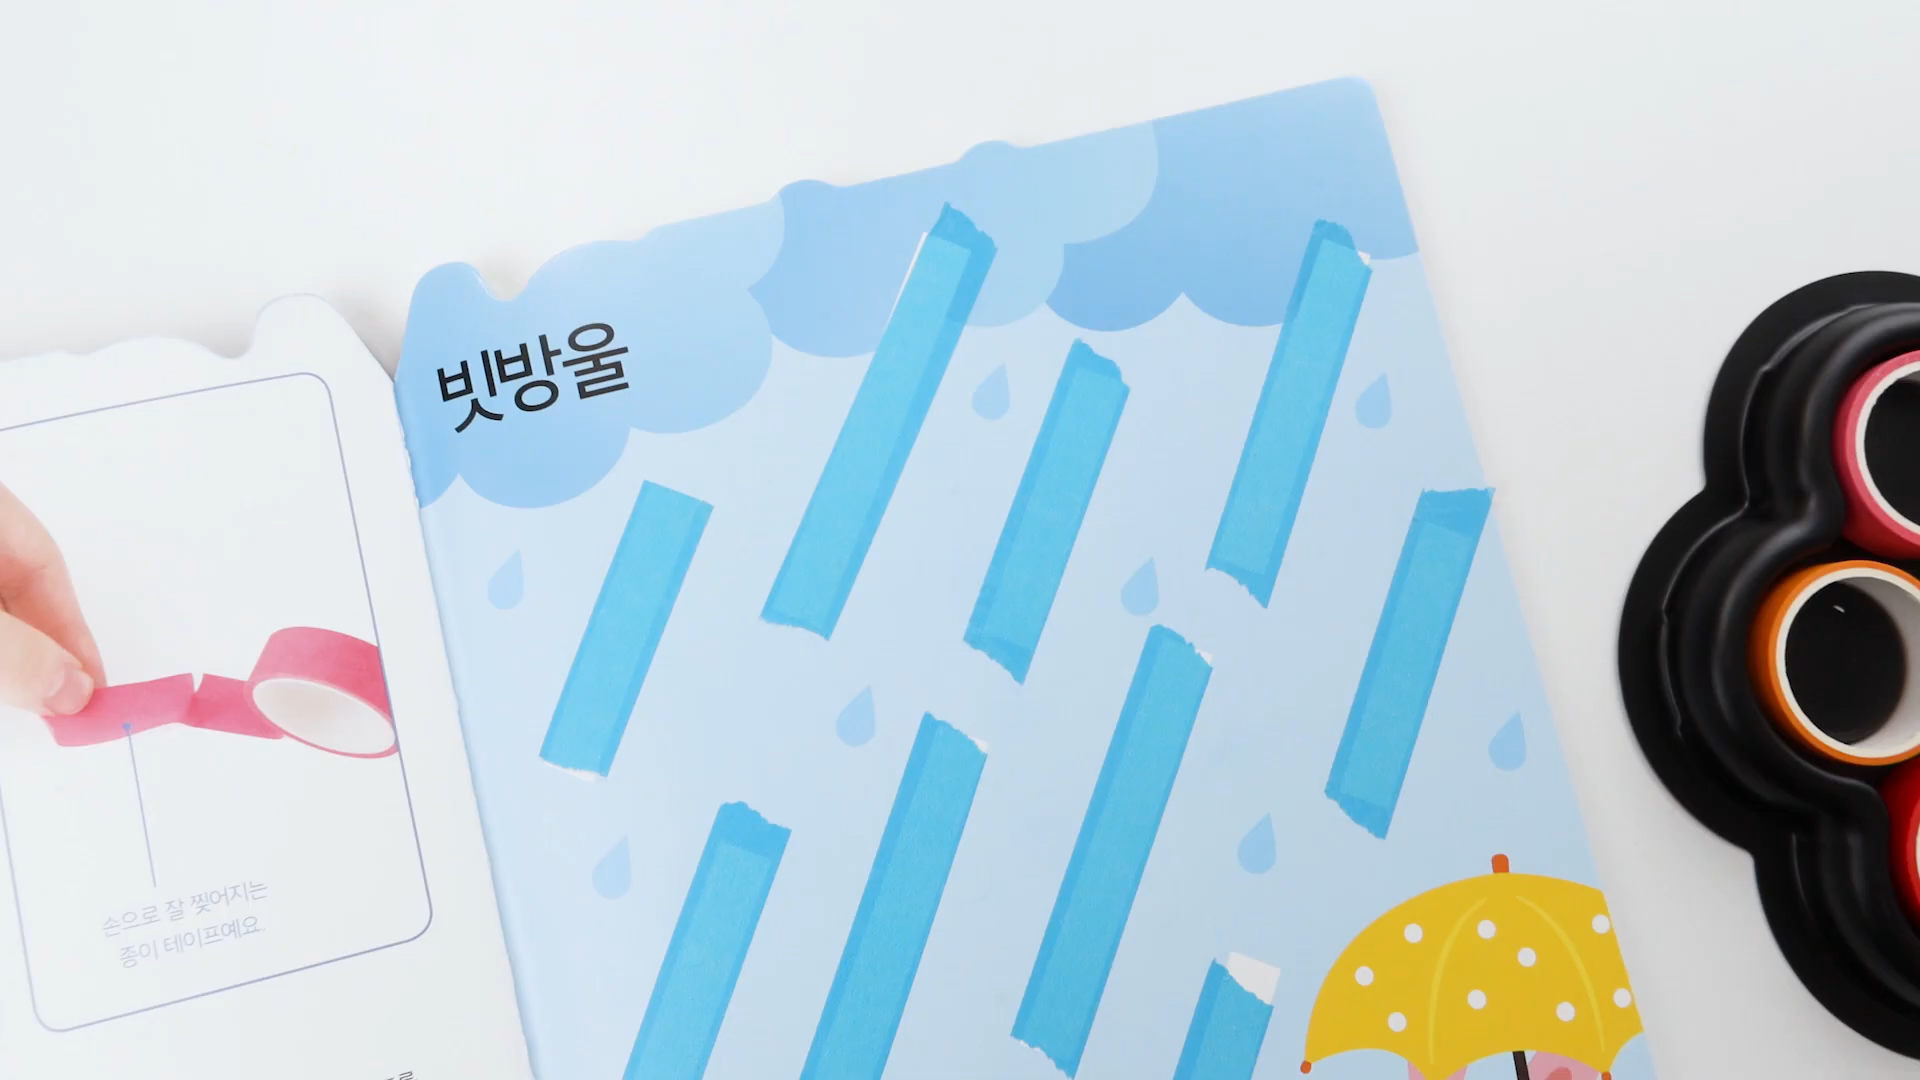 빗방울
손으로 잘 찢어지는
종이 테이프예요.